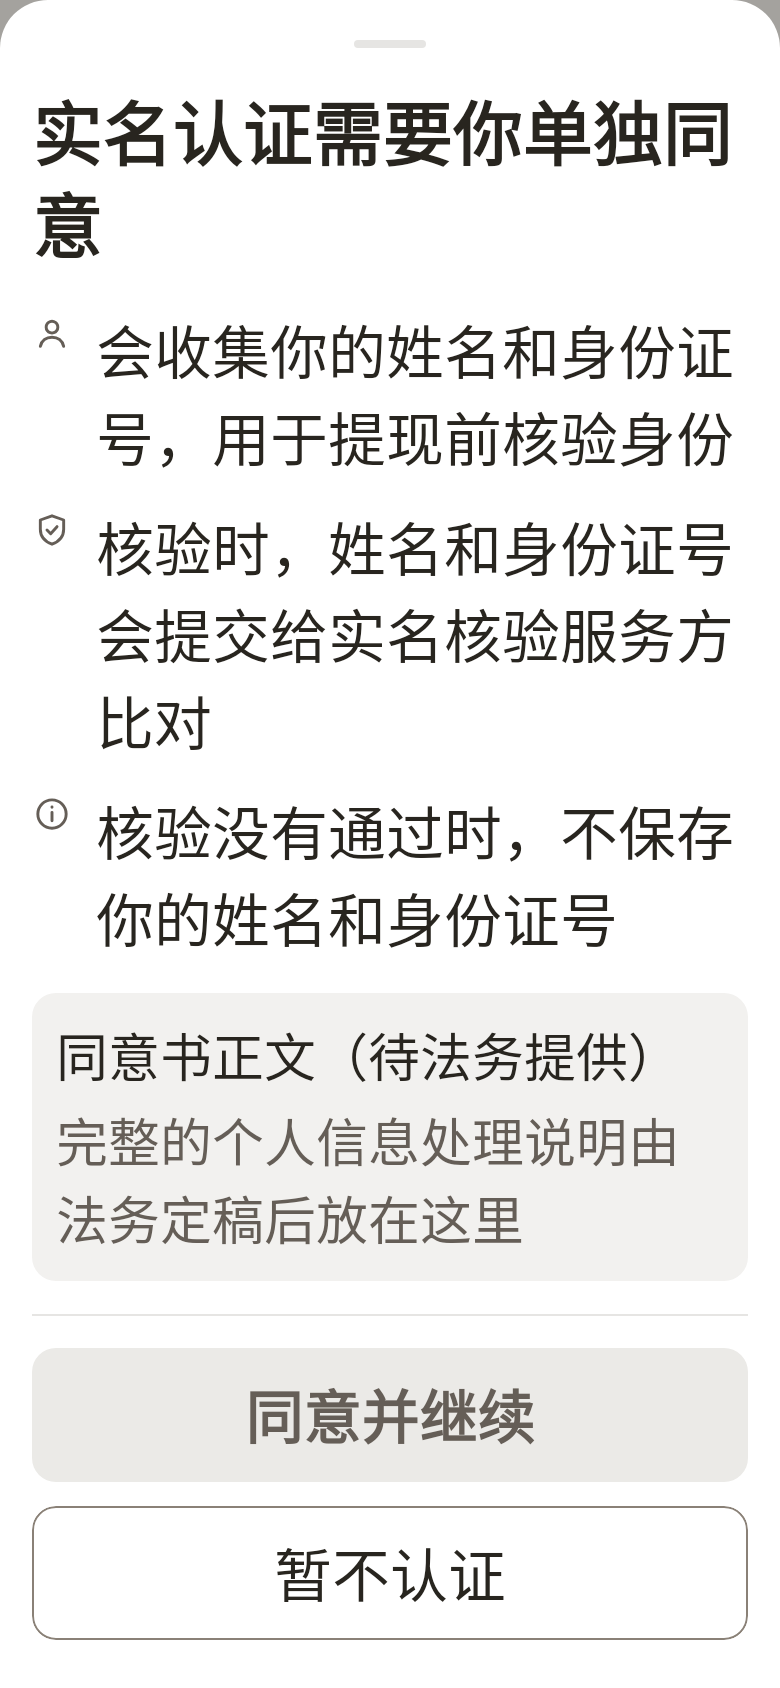 实名认证需要你单独同
意
会收集你的姓名和身份证
号，用于提现前核验身份
核验时，姓名和身份证号
会提交给实名核验服务方
比对
核验没有通过时，不保存
你的姓名和身份证号
同意书正文（待法务提供）
完整的个人信息处理说明由
法务定稿后放在这里
同意并继续
暂不认证